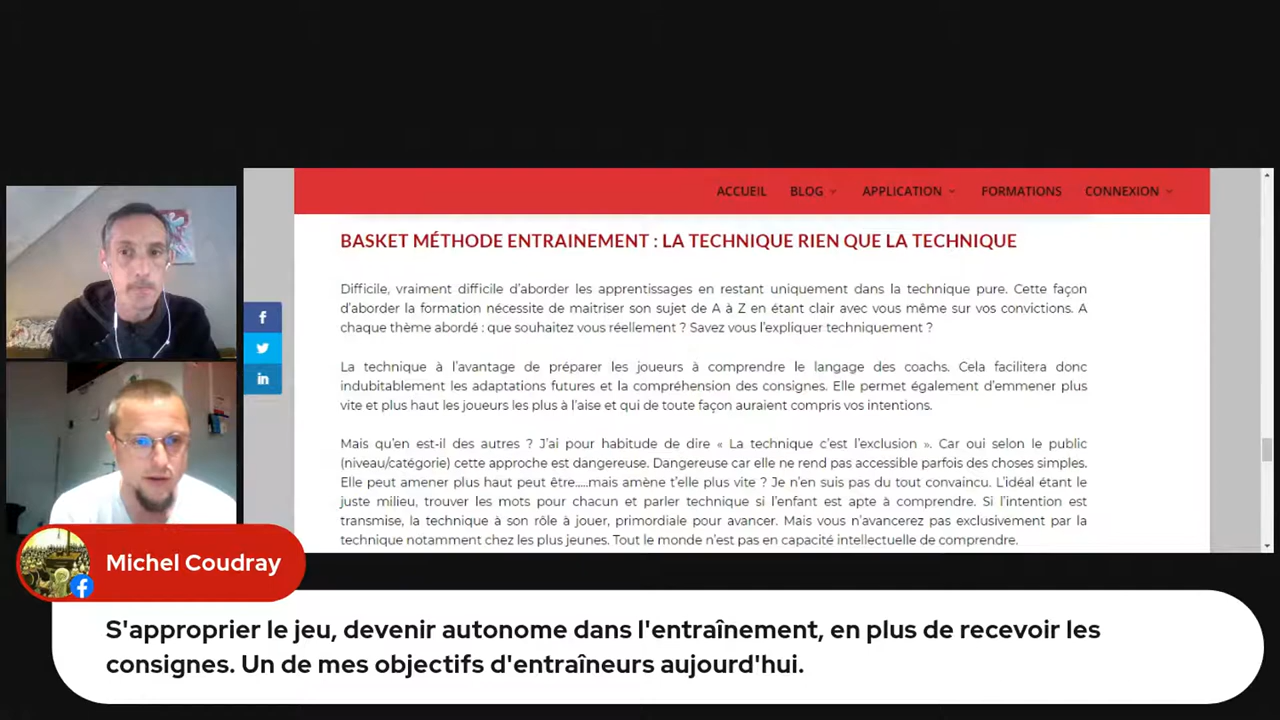 ACCUEIL BLOG APPLICATION FORMATIONS CONNEXION
BASKET MÉTHODE ENTRAINEMENT : LA TECHNIQUE RIEN QUE LA TECHNIQUE
Difficile, vraiment difficile d'aborder les apprentissages en restant uniquement dans la technique pure. Cette façon
d'aborder la formation nécessite de maitriser son sujet de A à Z en étant clair avec vous même sur vos convictions. A
chaque thème abordé : que souhaitez vous réellement ? Savez vous l'expliquer techniquement ?
La technique à l'avantage de préparer les joueurs à comprendre le langage des coachs. Cela facilitera donc
indubitablement les adaptations futures et la compréhension des consignes. Elle permet également d'emmener plus
vite et plus haut les joueurs les plus à l'aise et qui de toute façon auraient compris vos intentions.
Mais qu'en est-il des autres ? J'ai pour habitude de dire « La technique c'est l'exclusion ». Car oui selon le public
(niveau/catégorie) cette approche est dangereuse. Dangereuse car elle ne rend pas accessible parfois des choses simples.
Elle peut amener plus haut peut être.....mais amène t'elle plus vite ? Je n'en suis pas du tout convaincu. L'idéal étant le
juste milieu, trouver les mots pour chacun et parler technique si l'enfant est apte à comprendre. Si l'intention est
transmise, la technique à son rôle à jouer, primordiale pour avancer. Mais vous n'avancerez pas exclusivement par la
technique notamment chez les plus jeunes. Tout le monde n'est pas en capacité intellectuelle de comprendre.
Michel Coudray
S'approprier le jeu, devenir autonome dans l'entraînement, en plus de recevoir les
consignes. Un de mes objectifs d'entraîneurs aujourd'hui.